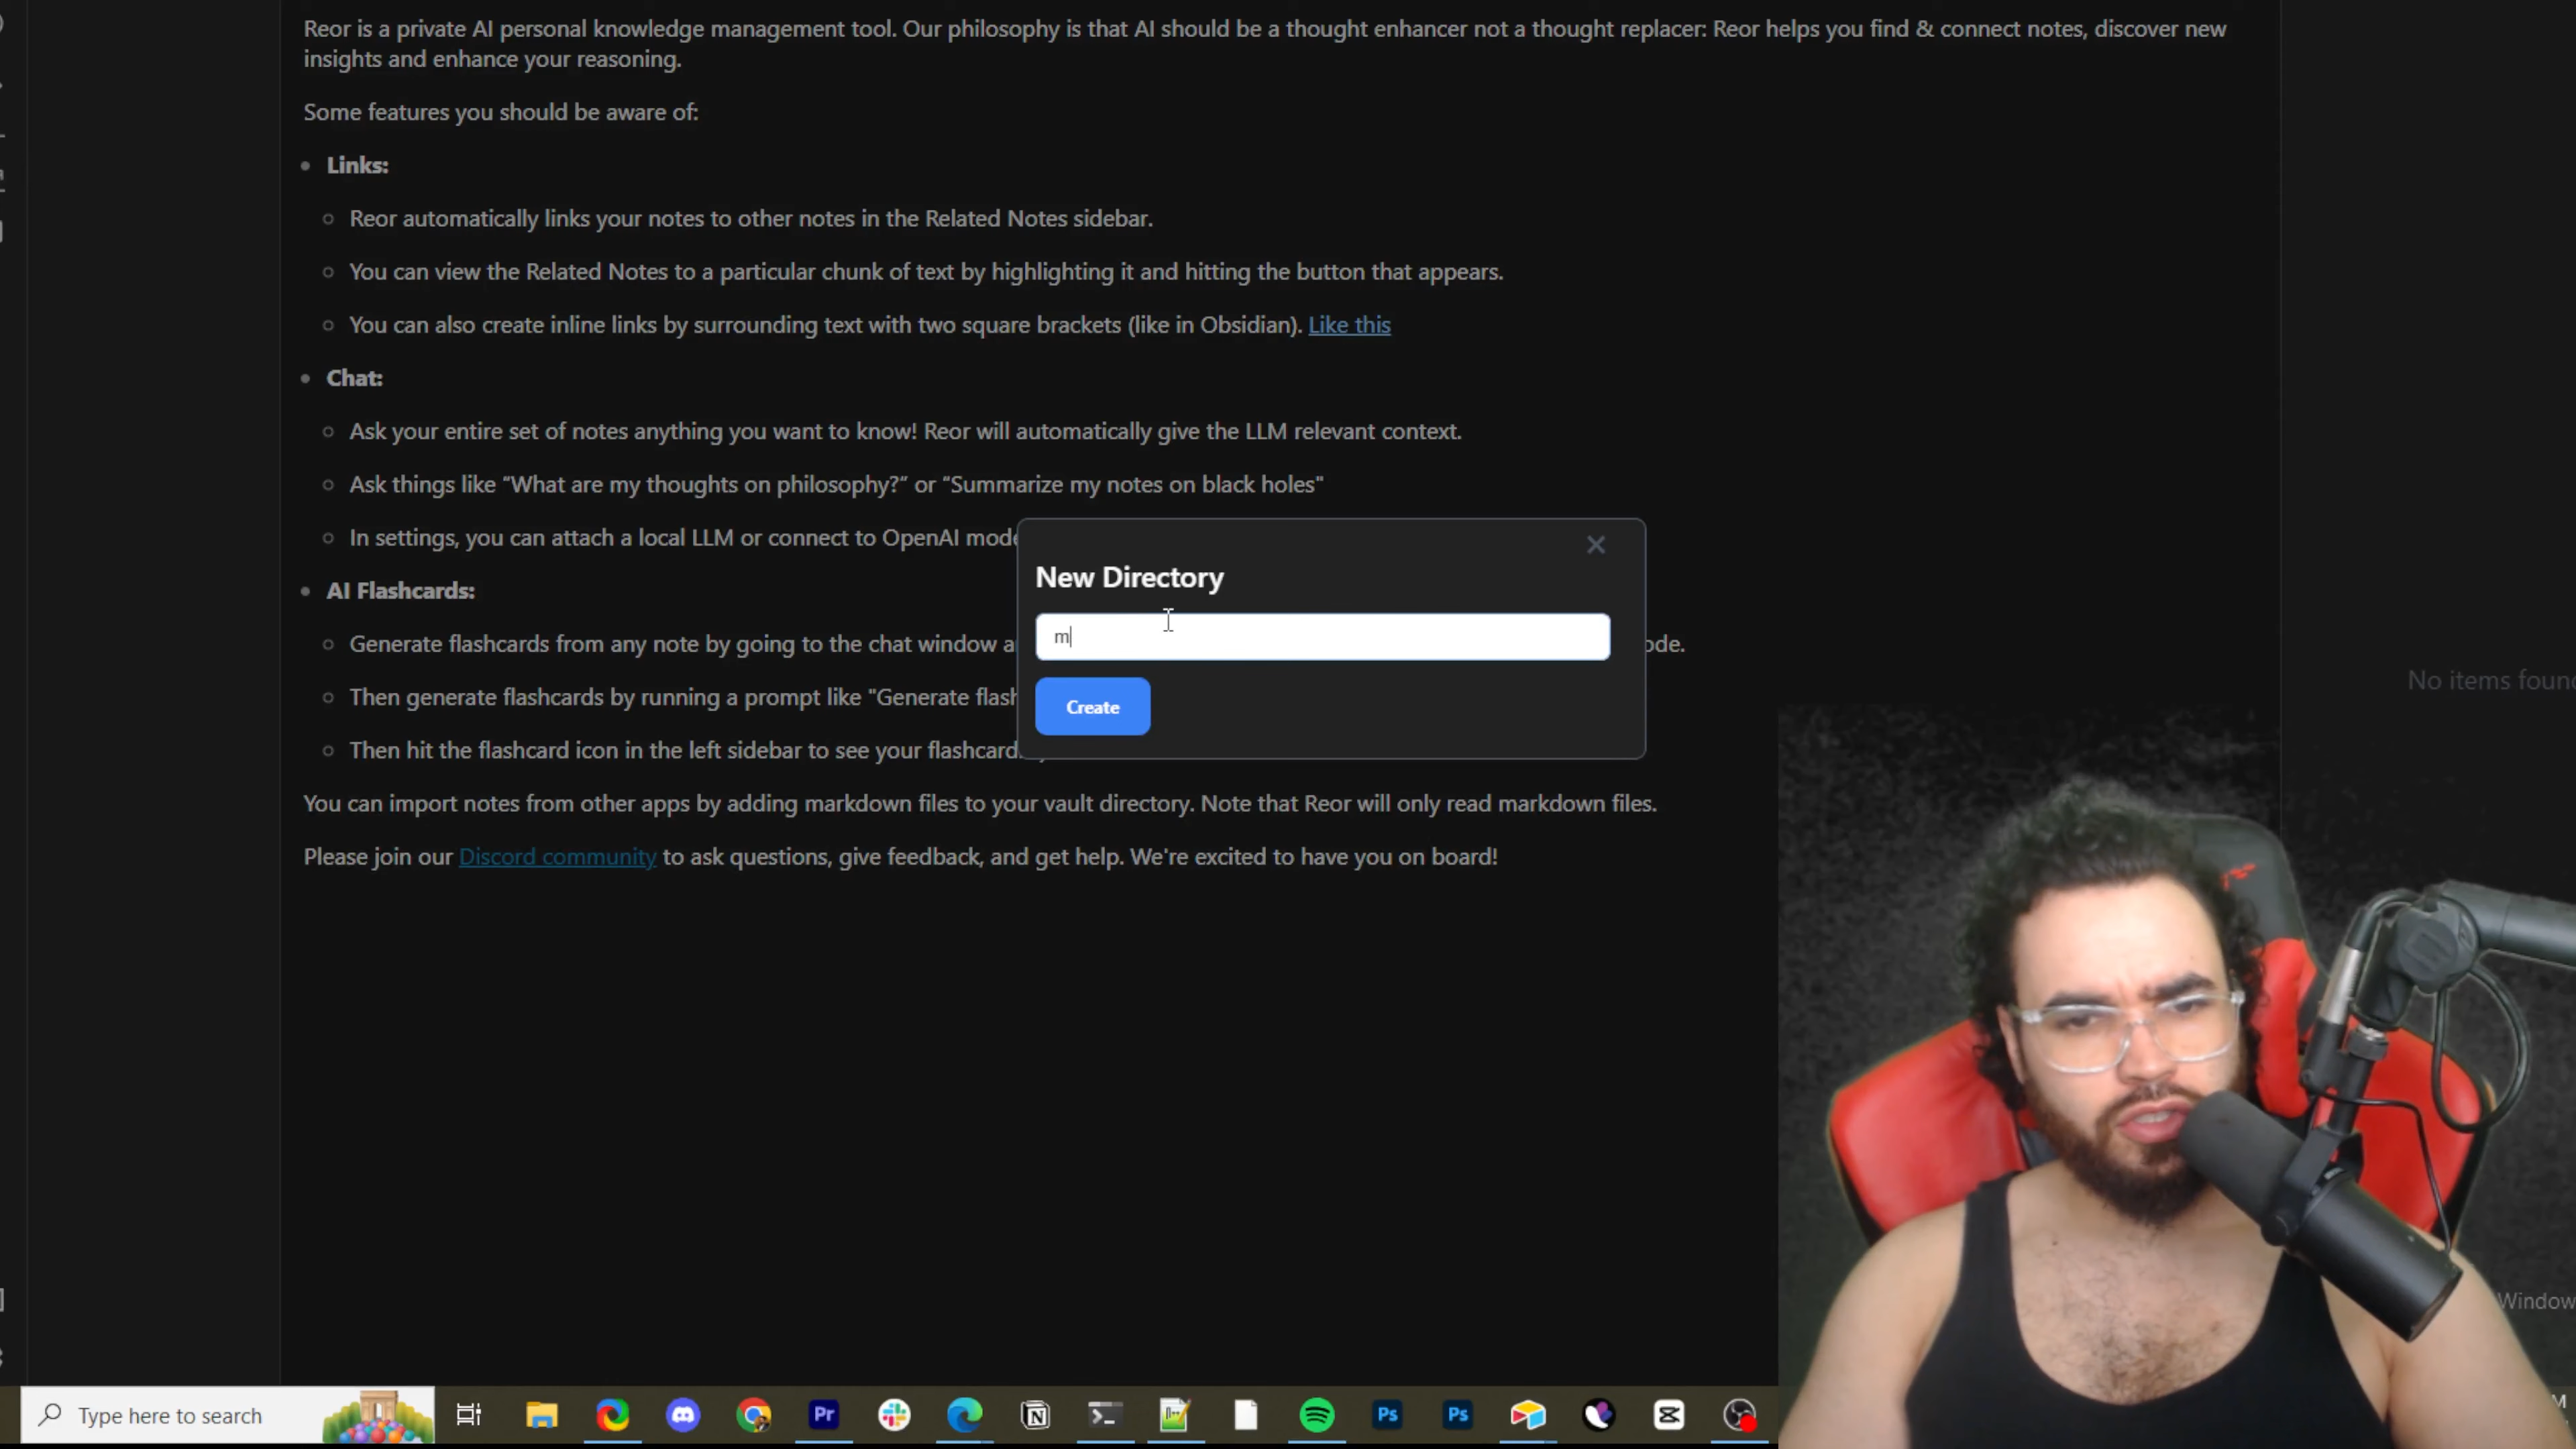 Reor is a private AI personal knowledge management tool. Our philosophy is that AI should be a thought enhancer not a thought replacer: Reor helps you find & connect notes, discover new
insights and enhance your reasoning.
Some features you should be aware of:
Links:
Reor automatically links your notes to other notes in the Related Notes sidebar.
You can view the Related Notes to a particular chunk of text by highlighting it and hitting the button that appears.
You can also create inline links by surrounding text with two square brackets (like in Obsidian). Like this
Chat:
Ask your entire set of notes anything you want to know! Reor will automatically give the LLM relevant context.
Ask things like “What are my thoughts on philosophy?“ or “Summarize my notes on black holes"
In settings, you can attach a local LLM or connect to OpenAI mode
AI Flashcards:
Generate flashcards from any note by going to the chat window a ode.
Then generate flashcards by running a prompt like "Generate flash
Then hit the flashcard icon in the left sidebar to see your flashcard
You can import notes from other apps by adding markdown files to your vault directory. Note that Reor will only read markdown files.
Please join our Discord community to ask questions, give feedback, and get help. We're excited to have you on board!
New Directory
m
Create
No items found
Window
Type here to search
Pr
Ps
Ps
M